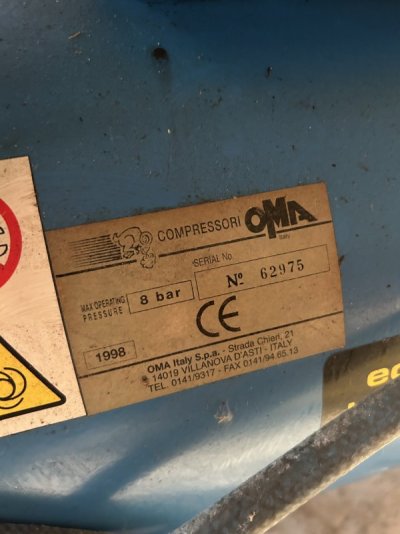 COMPRESSORI OMA
ITALY
SERIAL No.
MAX OPERATING
PRESSURE
8 bar
Nº 62975
CE
1998
OMA Italy S.p.a. - Strada Chieri, 21
14019 VILLANOVA D'ASTI - ITALY
TEL. 0141/9317 - FAX 0141/94.65.13